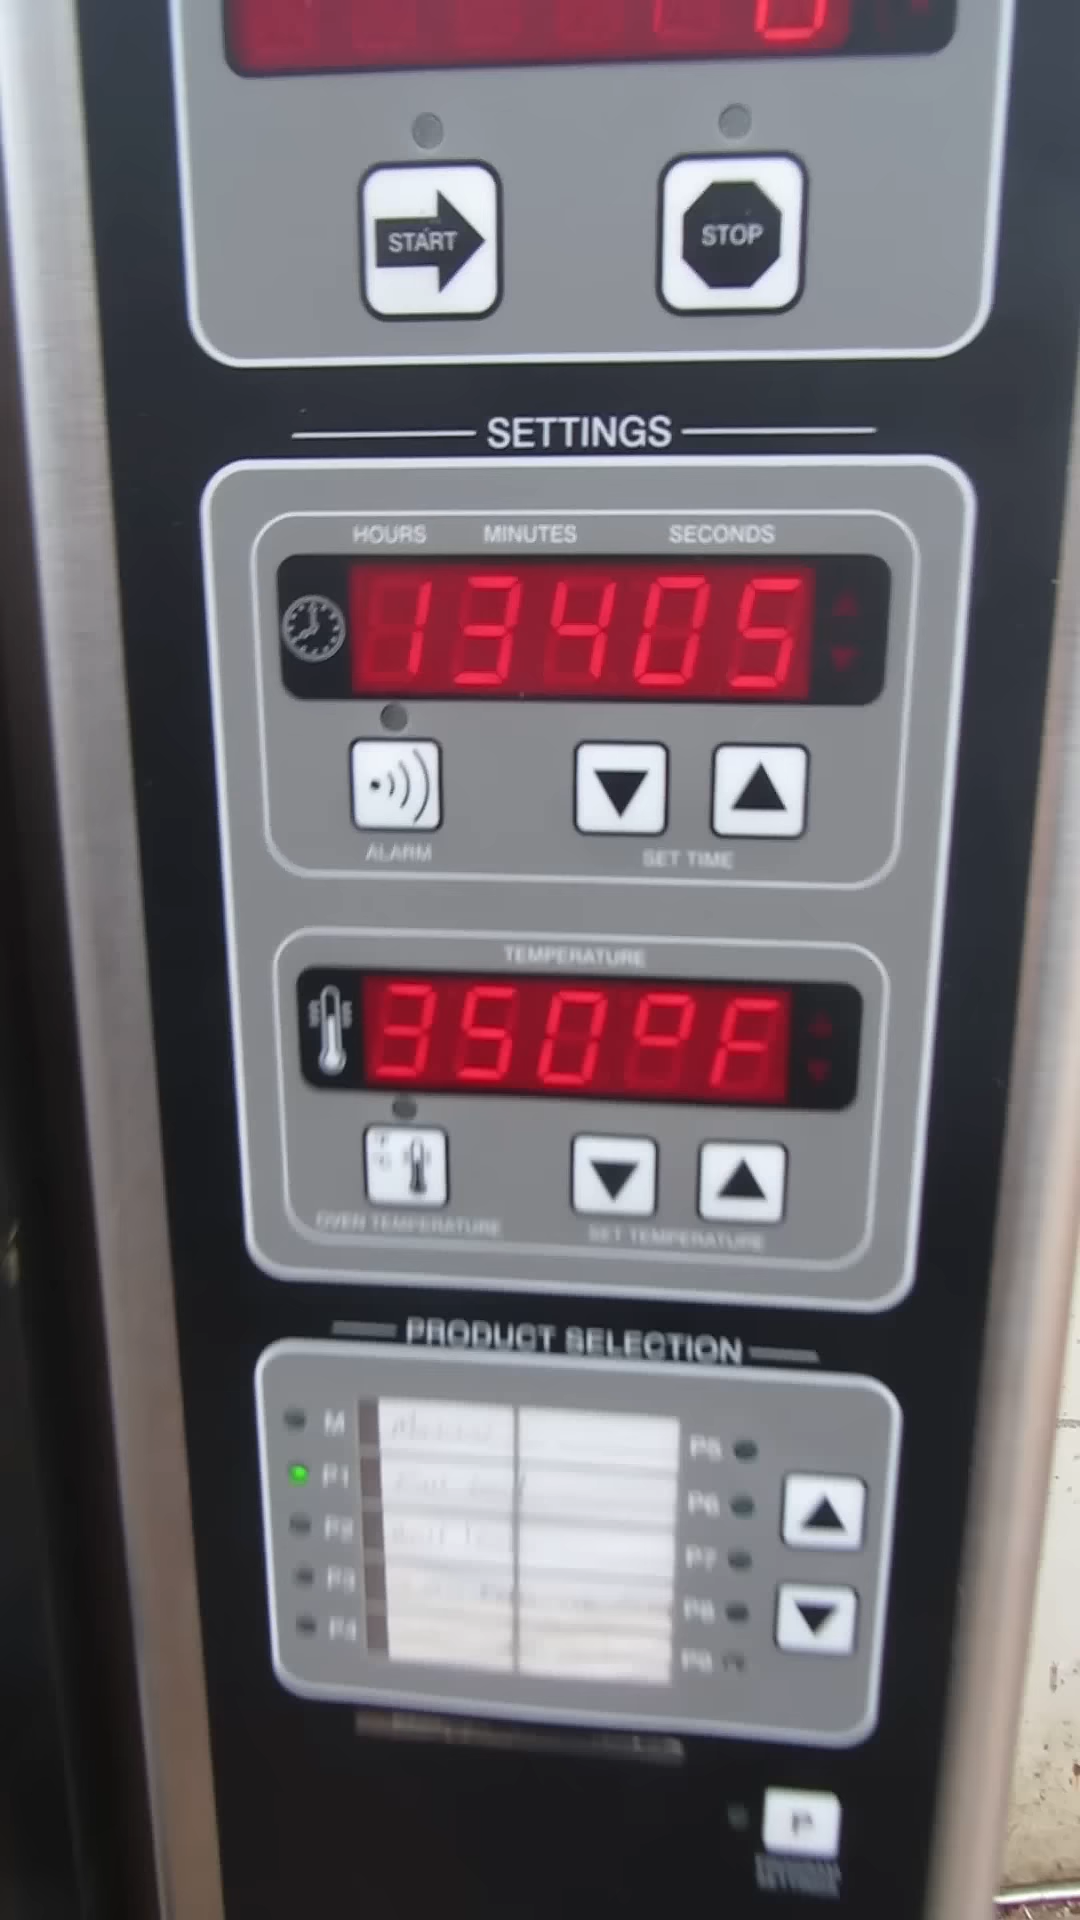 0
START STOP
SETTINGS
HOURS MINUTES SECONDS
13405
ALARM SET TIME
TEMPERATURE
350°F
OVEN TEMPERATURE SET TEMPERATURE
PRODUCT SELECTION
M P5
P1 P6
P2 P7
P3 P8
P4 P9
P